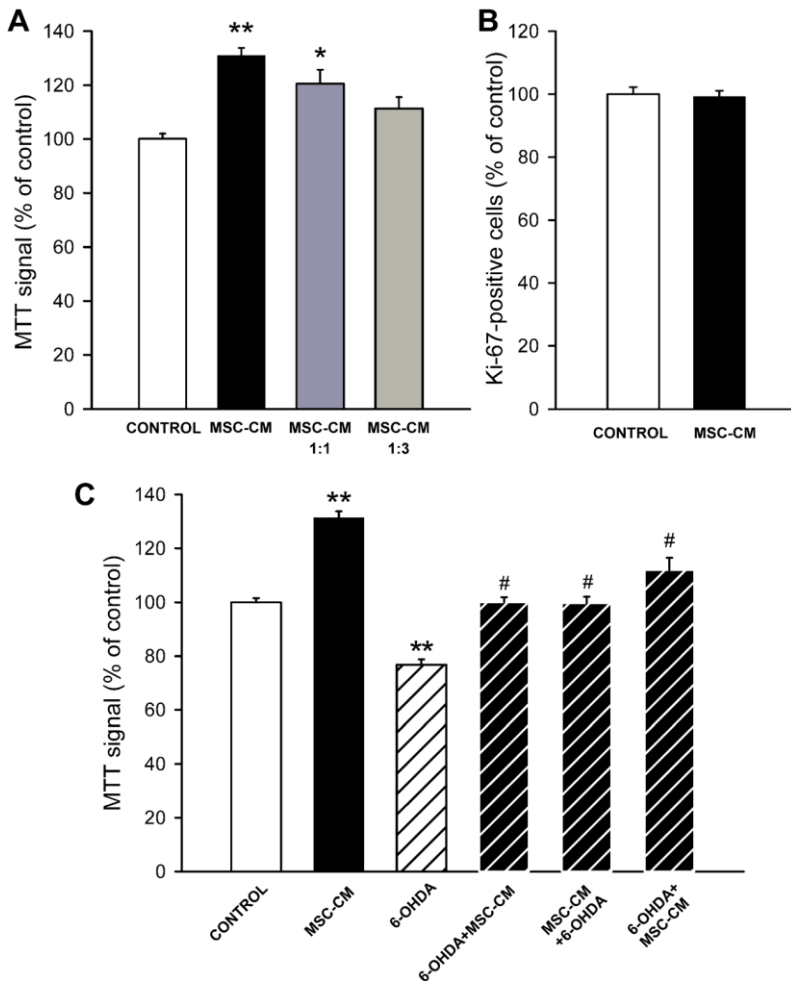 A
MTT signal (% of control)
140
120
100
80
60
40
20
0
**
*
CONTROL
MSC-CM
MSC-CM
1:1
MSC-CM
1:3
B
Ki-67-positive cells (% of control)
120
100
80
60
40
20
0
CONTROL
MSC-CM
C
MTT signal (% of control)
140
120
100
80
60
40
20
0
**
**
#
#
#
CONTROL
MSC-CM
6-OHDA
6-OHDA+MSC-CM
MSC-CM
+6-OHDA
6-OHDA+
MSC-CM